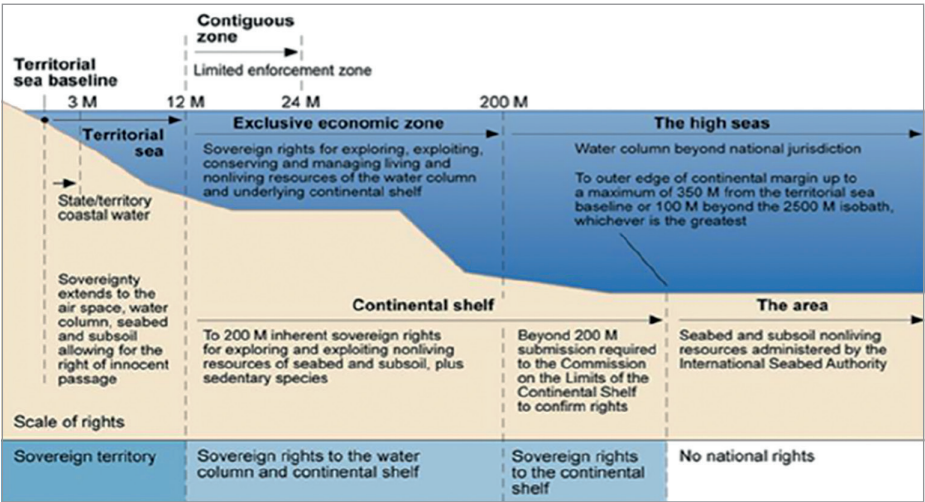 Contiguous
zone
Limited enforcement zone
Territorial
sea baseline
3 M
12 M
24 M
200 M
Territorial
sea
Exclusive economic zone
Sovereign rights for exploring, exploiting,
conserving and managing living and
nonliving resources of the water column
and underlying continental shelf
The high seas
Water column beyond national jurisdiction
To outer edge of continental margin up to
a maximum of 350 M from the territorial sea
baseline or 100 M beyond the 2500 M isobath,
whichever is the greatest
State/territory
coastal water
Sovereignty
extends to the
air space, water
column, seabed
and subsoil
allowing for the
right of innocent
passage
Continental shelf
To 200 M inherent sovereign rights
for exploring and exploiting nonliving
resources of seabed and subsoil, plus
sedentary species
Beyond 200 M
submission required
to the Commission
on the Limits of the
Continental Shelf
to confirm rights
The area
Seabed and subsoil nonliving
resources administered by the
International Seabed Authority
Scale of rights
Sovereign territory
Sovereign rights to the water
column and continental shelf
Sovereign rights
to the continental
shelf
No national rights